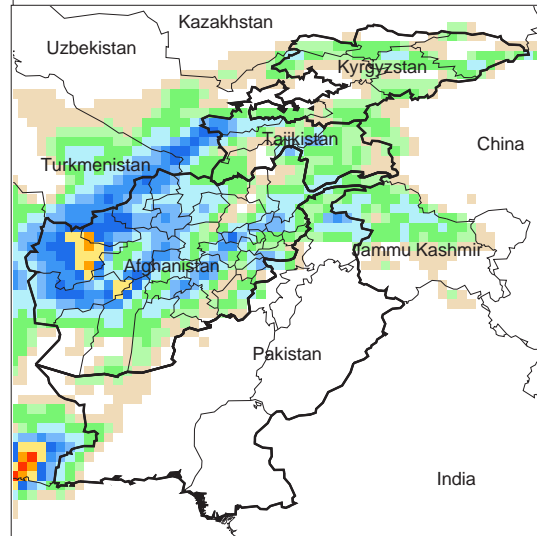 Kazakhstan
Uzbekistan
Kyrgyzstan
Tajikistan
China
Turkmenistan
Jammu Kashmir
Afghanistan
Pakistan
India